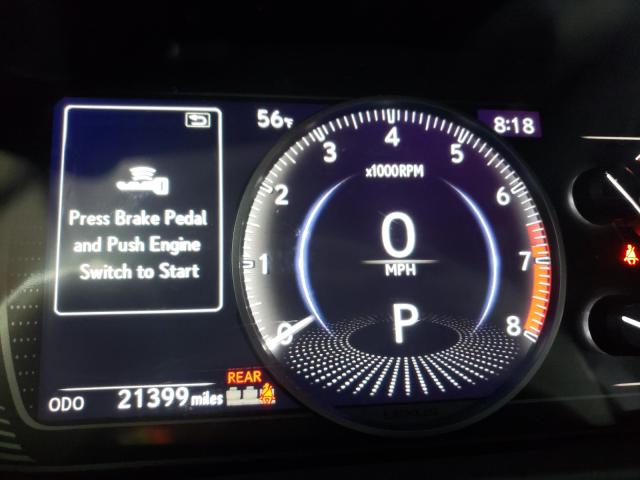 56°F
8:18
Press Brake Pedal
and Push Engine
Switch to Start
x1000RPM
0
1
2
3
4
5
6
7
8
0
MPH
P
REAR
ODO 21399 miles